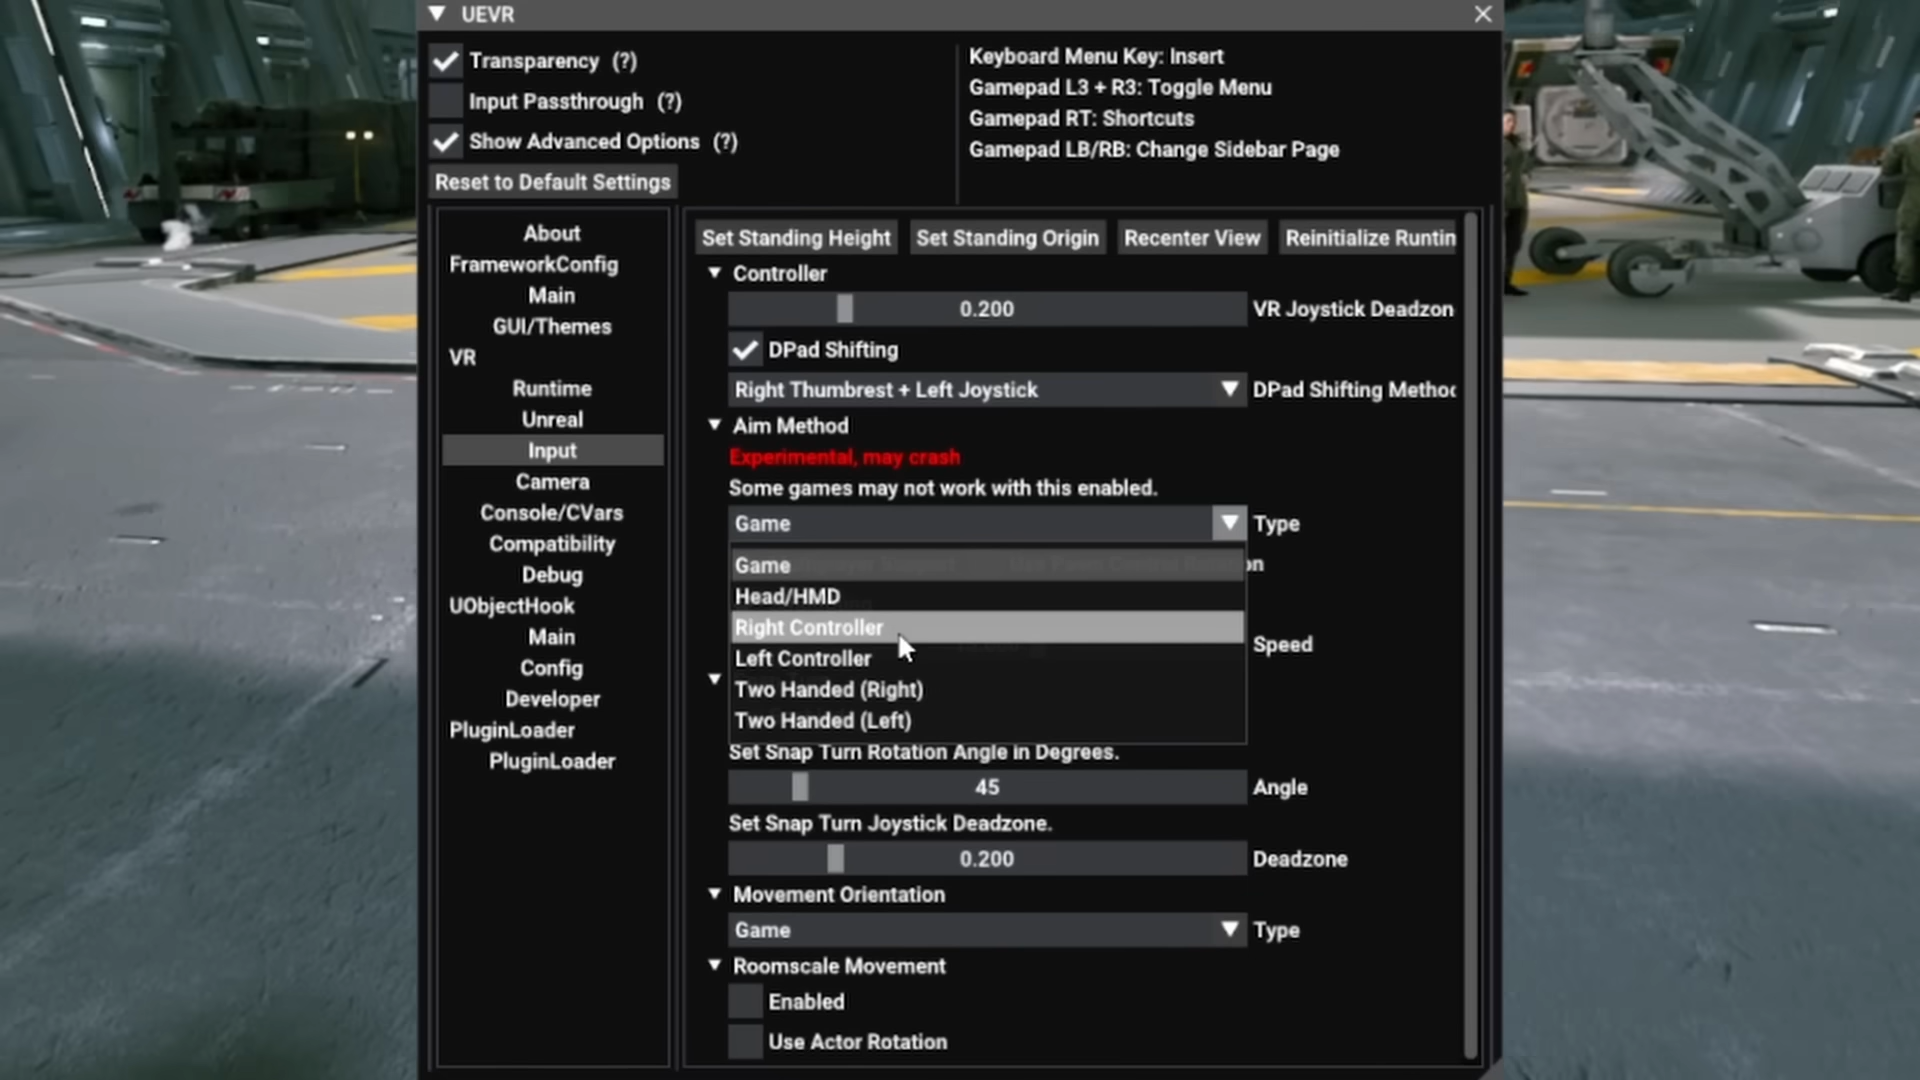 UEVR
Transparency (?)
Input Passthrough (?)
Show Advanced Options (?)
Reset to Default Settings
Keyboard Menu Key: Insert
Gamepad L3 + R3: Toggle Menu
Gamepad RT: Shortcuts
Gamepad LB/RB: Change Sidebar Page
About
FrameworkConfig
Main
GUI/Themes
VR
Runtime
Unreal
Input
Camera
Console/CVars
Compatibility
Debug
UObjectHook
Main
Config
Developer
PluginLoader
PluginLoader
Set Standing Height Set Standing Origin Recenter View Reinitialize Runtin
Controller
0.200 VR Joystick Deadzon
DPad Shifting
Right Thumbrest + Left Joystick DPad Shifting Method
Aim Method
Experimental, may crash
Some games may not work with this enabled.
Game Type
Game
Head/HMD
Right Controller
Left Controller
Speed
Two Handed (Right)
Two Handed (Left)
Set Snap Turn Rotation Angle in Degrees.
45 Angle
Set Snap Turn Joystick Deadzone.
0.200 Deadzone
Movement Orientation
Game Type
Roomscale Movement
Enabled
Use Actor Rotation